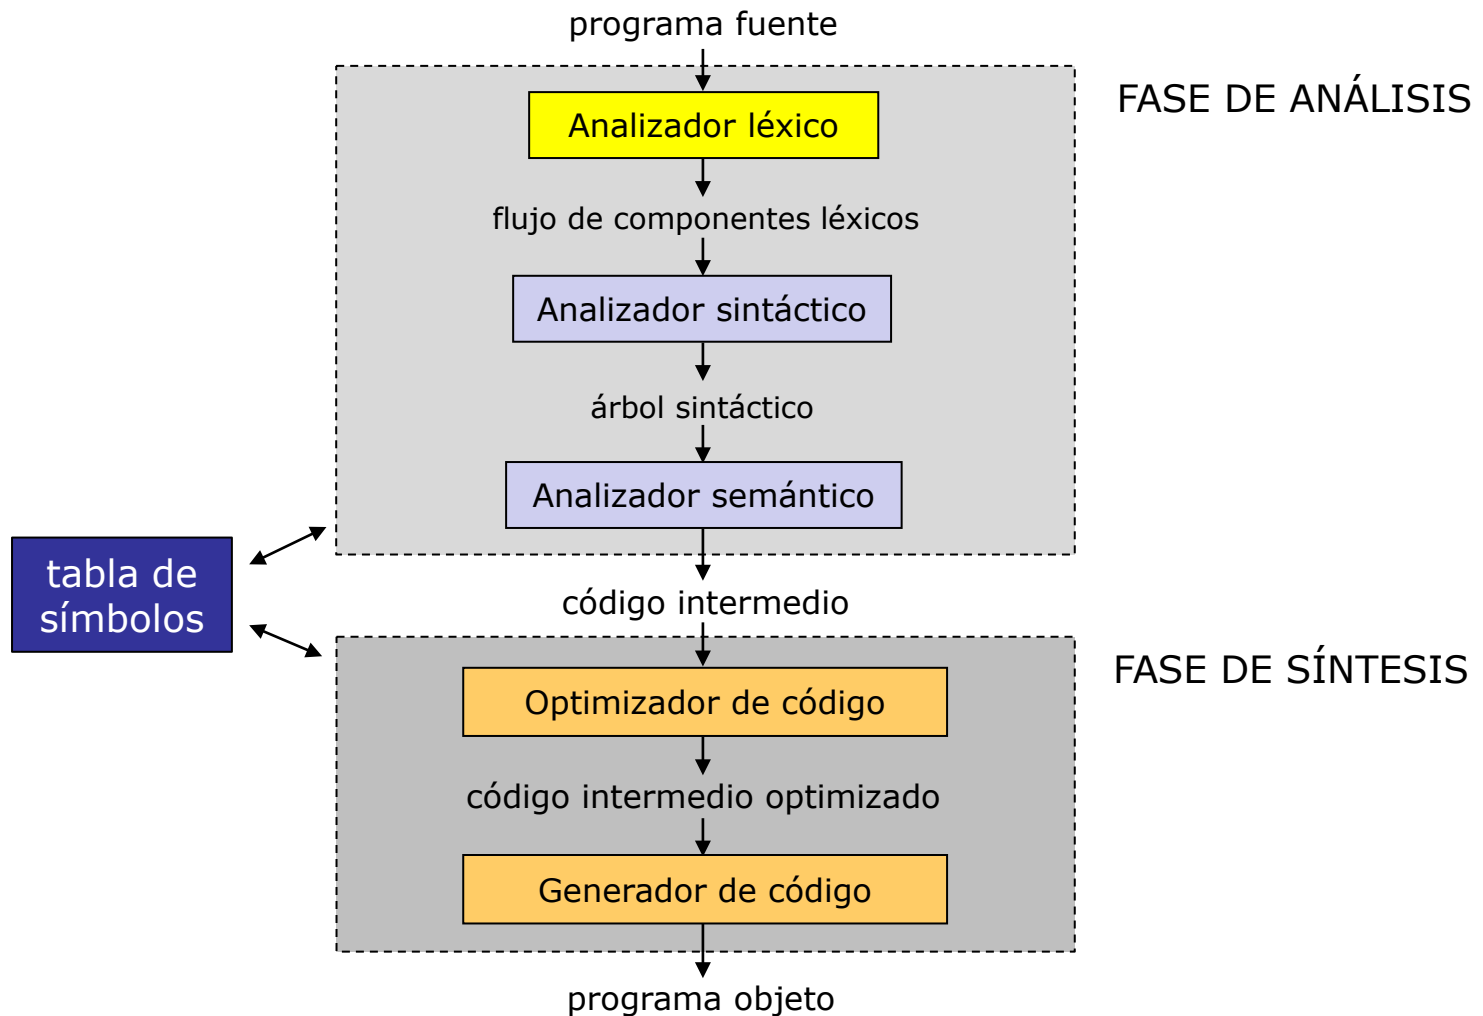 programa fuente
FASE DE ANÁLISIS
Analizador léxico
flujo de componentes léxicos
Analizador sintáctico
árbol sintáctico
Analizador semántico
tabla de
símbolos
código intermedio
FASE DE SÍNTESIS
Optimizador de código
código intermedio optimizado
Generador de código
programa objeto